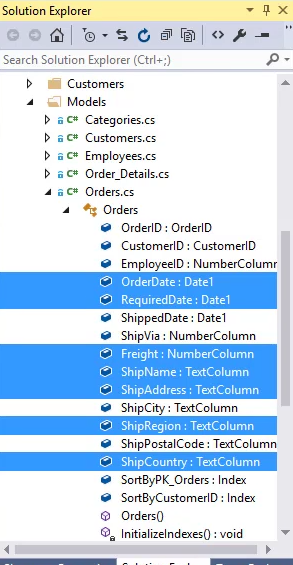 Solution Explorer
Search Solution Explorer (Ctrl+;)
Customers
Models
C# Categories.cs
C# Customers.cs
C# Employees.cs
C# Order_Details.cs
C# Orders.cs
Orders
OrderID : OrderID
CustomerID : CustomerID
EmployeeID : NumberColumn
OrderDate : Date1
RequiredDate : Date1
ShippedDate : Date1
ShipVia : NumberColumn
Freight : NumberColumn
ShipName : TextColumn
ShipAddress : TextColumn
ShipCity : TextColumn
ShipRegion : TextColumn
ShipPostalCode : TextColumn
ShipCountry : TextColumn
SortByPK_Orders : Index
SortByCustomerID : Index
Orders()
InitializeIndexes() : void